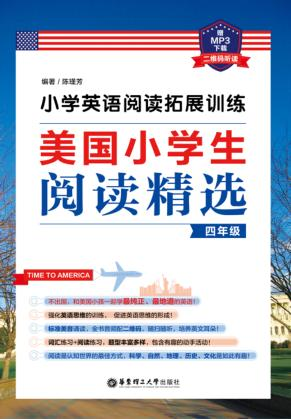 赠
MP3
下载
二维码听读
编著/陈瑾芳
小学英语阅读拓展训练
美国小学生
阅读精选
四年级
TIME TO AMERICA
不出国，和美国小孩一起学最纯正、最地道的英语！
强化英语思维的训练，促进英语思维的形成！
标准美音诵读，全书音频配二维码，随扫随听，培养英文耳朵！
词汇练习+阅读练习，题型丰富多样，包含有趣的动手活动！
阅读是认知世界的最佳方式，科学、自然、地理、历史、文化是如此有趣！
华东理工大学出版社